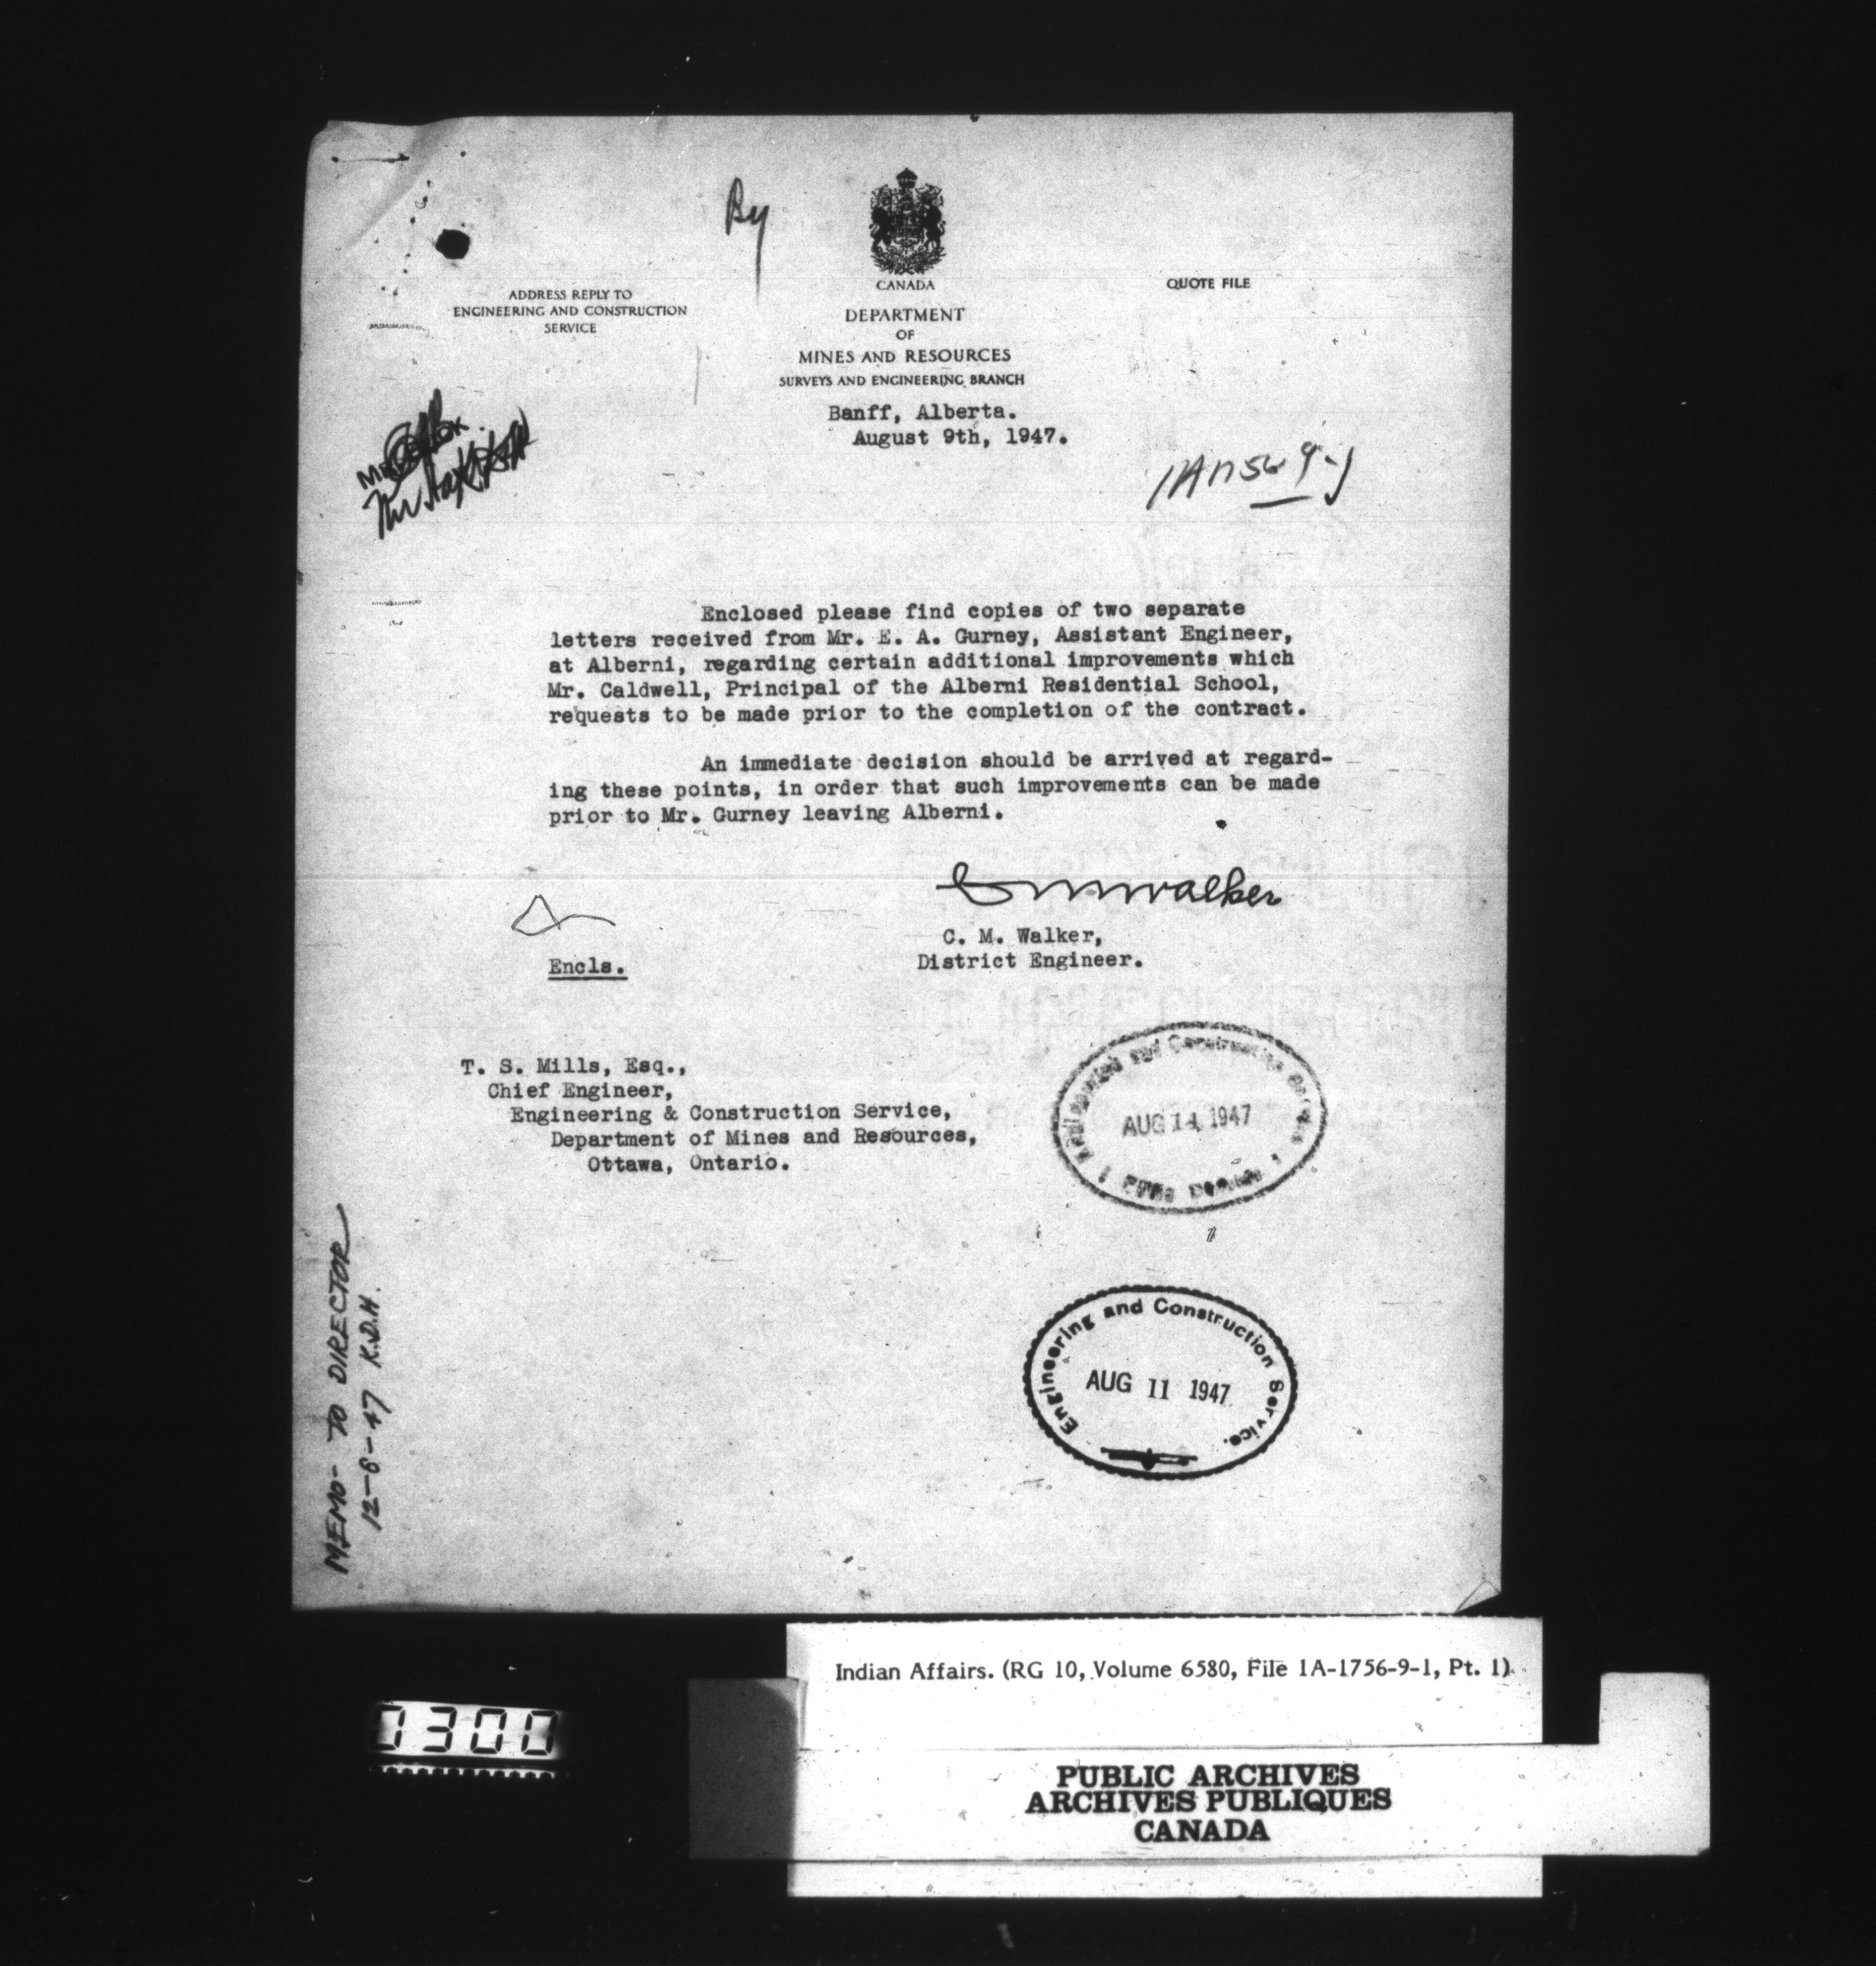 By
CANADA
QUOTE FILE
ADDRESS REPLY TO
ENGINEERING AND CONSTRUCTION
SERVICE
DEPARTMENT
OF
MINES AND RESOURCES
SURVEYS AND ENGINEERING BRANCH
Banff, Alberta.
August 9th, 1947.
Enclosed please find copies of two separate
letters received from Mr. E. A. Gurney, Assistant Engineer,
at Alberni, regarding certain additional improvements which
Mr. Caldwell, Principal of the Alberni Residential School,
requests to be made prior to the completion of the contract.
An immediate decision should be arrived at regard-
ing these points, in order that such improvements can be made
prior to Mr. Gurney leaving Alberni.
CMWalker
C. M. Walker,
District Engineer.
Encls.
T. S. Mills, Esq.,
Chief Engineer,
Engineering & Construction Service,
Department of Mines and Resources,
Ottawa, Ontario.
Engineering and Construction Service
AUG 14 1947
Engineering and Construction Service.
AUG 11 1947
MEMO- TO DIRECTOR
12-8-47 K.D.H.
Indian Affairs. (RG 10, Volume 6580, File 1A-1756-9-1, Pt. 1)
300
PUBLIC ARCHIVES
ARCHIVES PUBLIQUES
CANADA